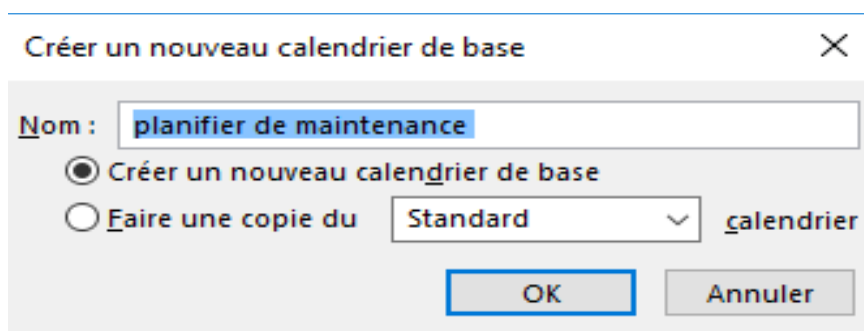 Créer un nouveau calendrier de base
Nom : planifier de maintenance
Créer un nouveau calendrier de base
Faire une copie du Standard calendrier
OK Annuler